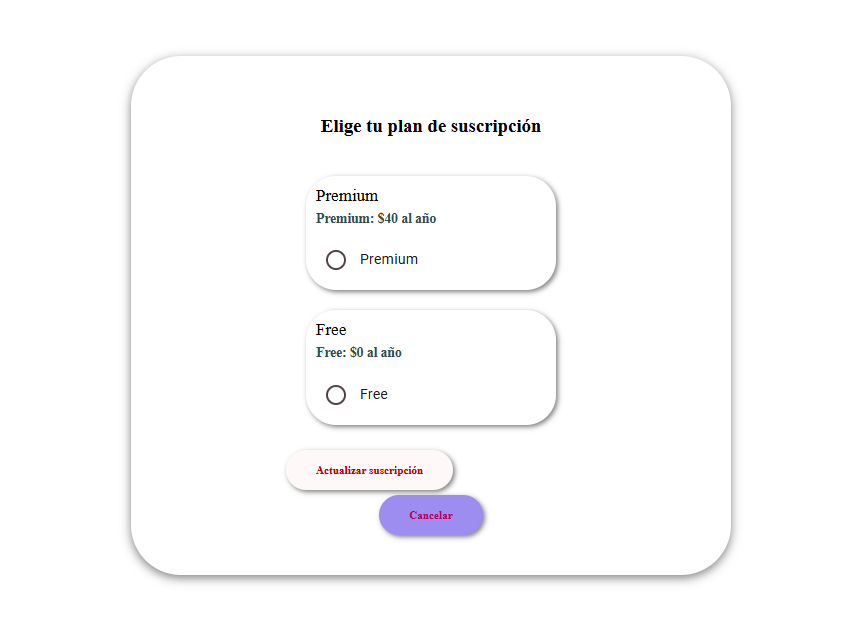 Elige tu plan de suscripción
Premium
Premium: $40 al año
Premium
Free
Free: $0 al año
Free
Actualizar suscripción
Cancelar